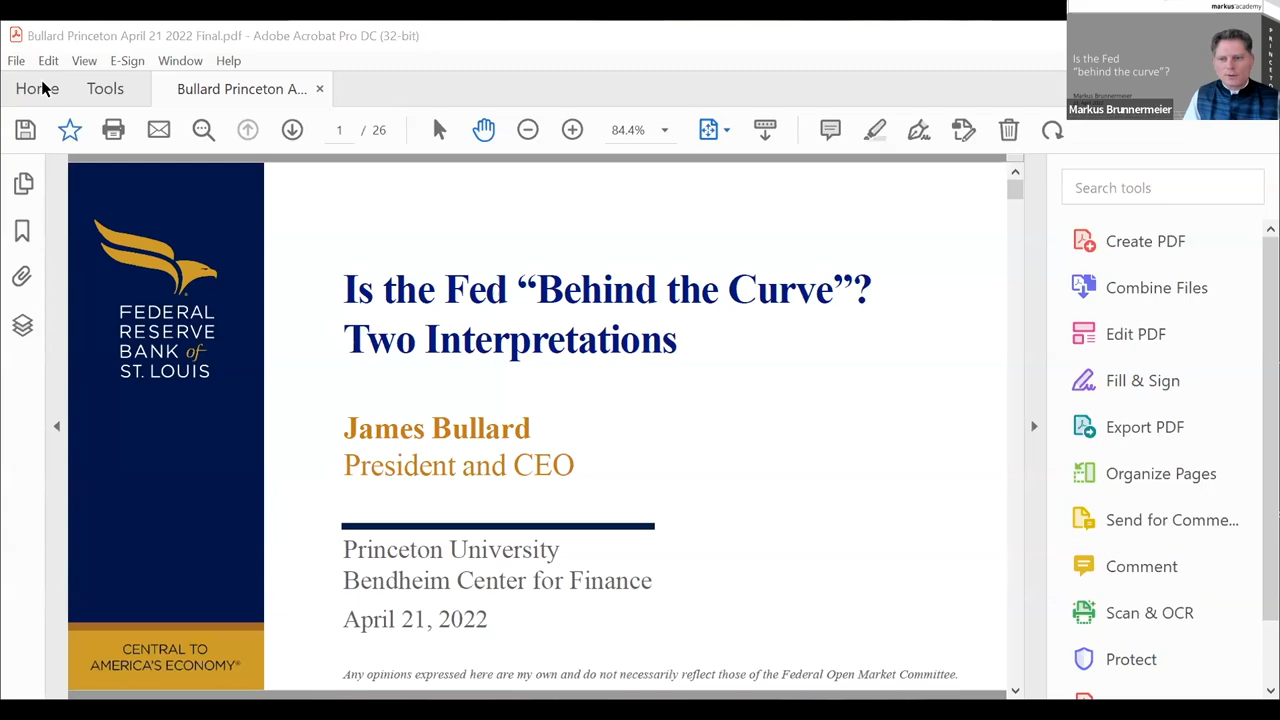 Bullard Princeton April 21 2022 Final.pdf - Adobe Acrobat Pro DC (32-bit)
File Edit View E-Sign Window Help
Home Tools Bullard Princeton A... ×
1 / 26 84.4%
markus'academy
PRINCETO
Is the Fed
"behind the curve"?
Markus Brunnermeier
Markus Brunnermeier
FEDERAL
RESERVE
BANK of
ST. LOUIS
CENTRAL TO
AMERICA'S ECONOMY®
Is the Fed “Behind the Curve”?
Two Interpretations
James Bullard
President and CEO
Princeton University
Bendheim Center for Finance
April 21, 2022
Any opinions expressed here are my own and do not necessarily reflect those of the Federal Open Market Committee.
Search tools
Create PDF
Combine Files
Edit PDF
Fill & Sign
Export PDF
Organize Pages
Send for Comme...
Comment
Scan & OCR
Protect